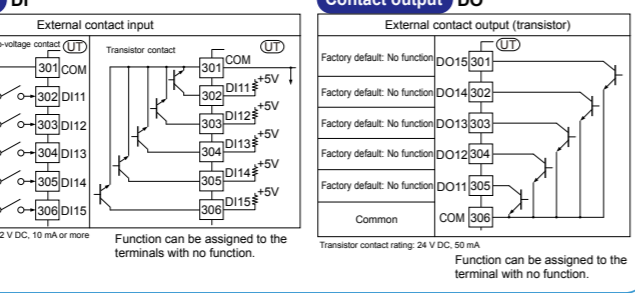 DI
External contact input
contact
UT
301 COM
302 DI11
303 DI12
304 DI13
305 DI14
306 DI15
2 V DC, 10 mA or more
Transistor contact
UT
COM
301
DI11
+5V
302
DI12
+5V
303
DI13
+5V
304
DI14
+5V
305
DI15
+5V
306
Function can be assigned to the
terminals with no function.
Contact output DO
External contact output (transistor)
UT
Factory default: No function DO15 301
Factory default: No function DO14 302
Factory default: No function DO13 303
Factory default: No function DO12 304
Factory default: No function DO11 305
Common COM 306
Transistor contact rating: 24 V DC, 50 mA
Function can be assigned to the
terminal with no function.